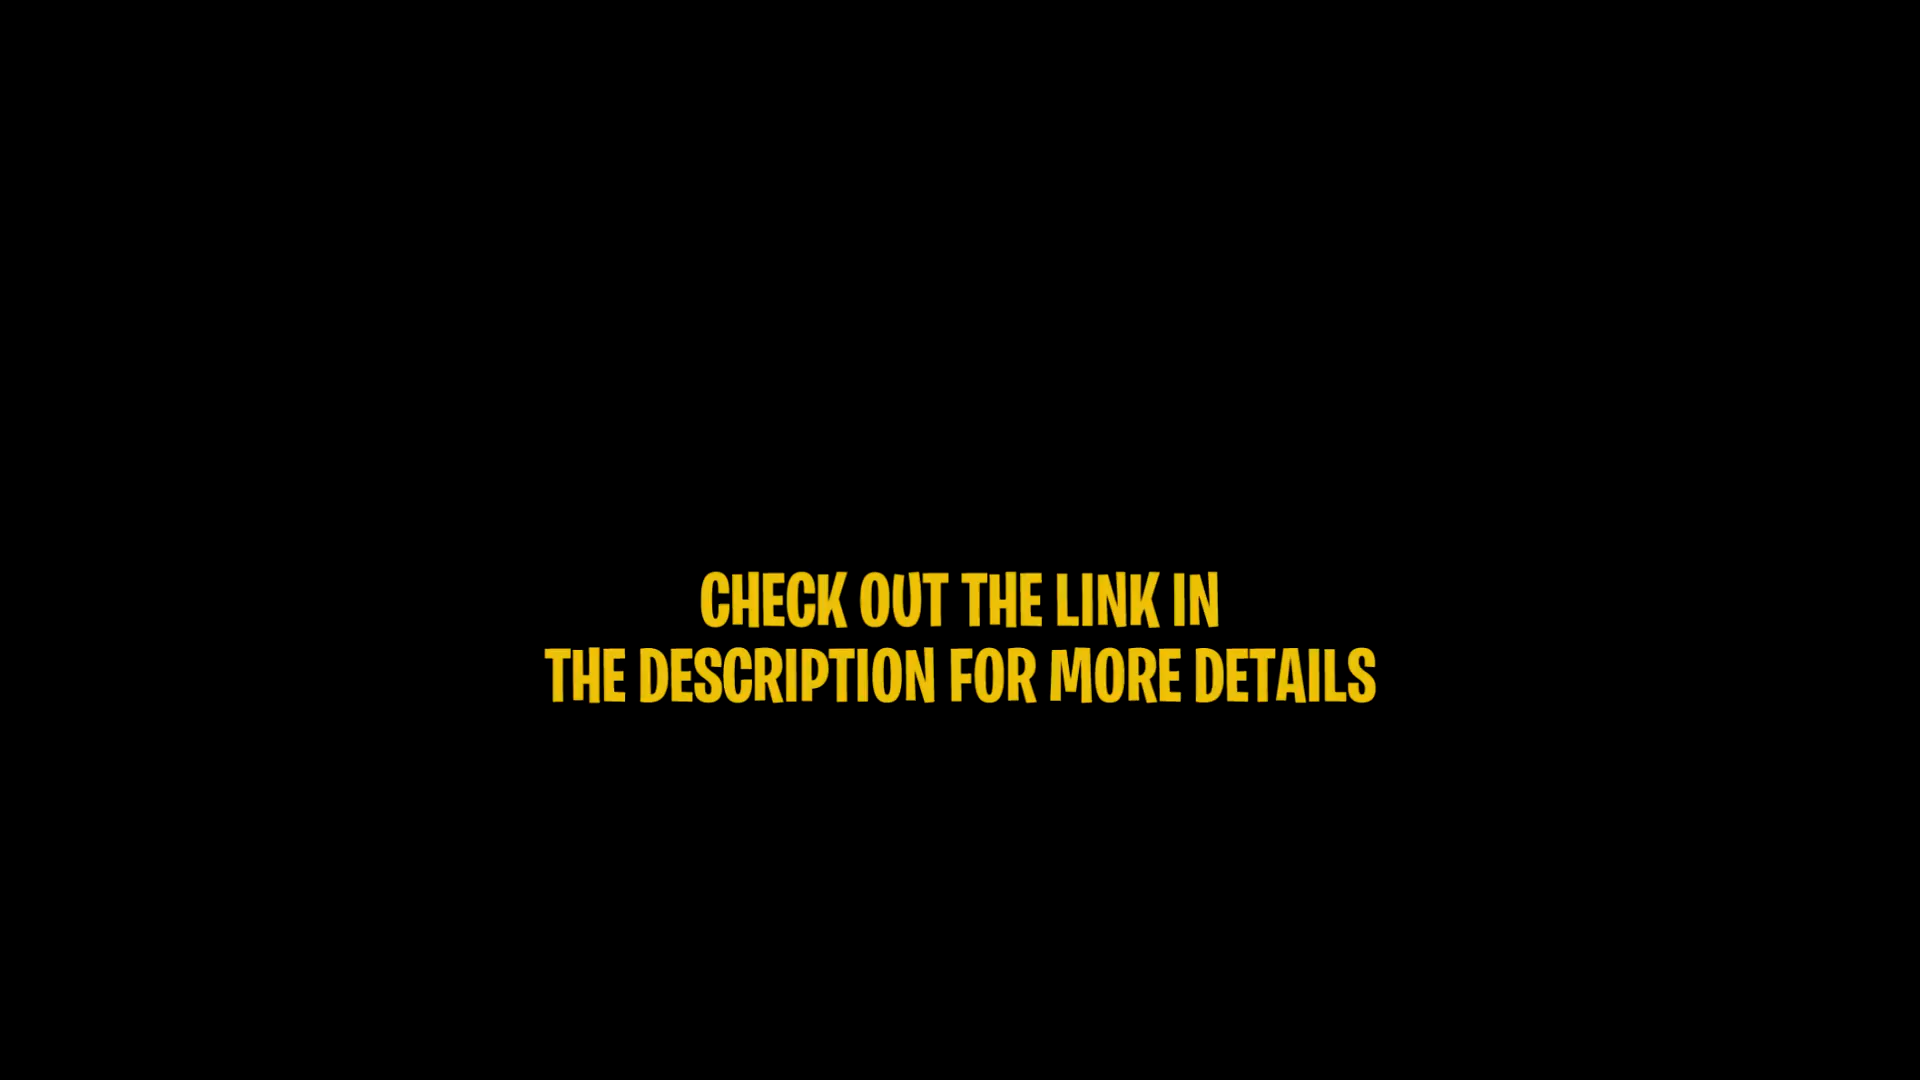 CHECK OUT THE LINK IN
THE DESCRIPTION FOR MORE DETAILS